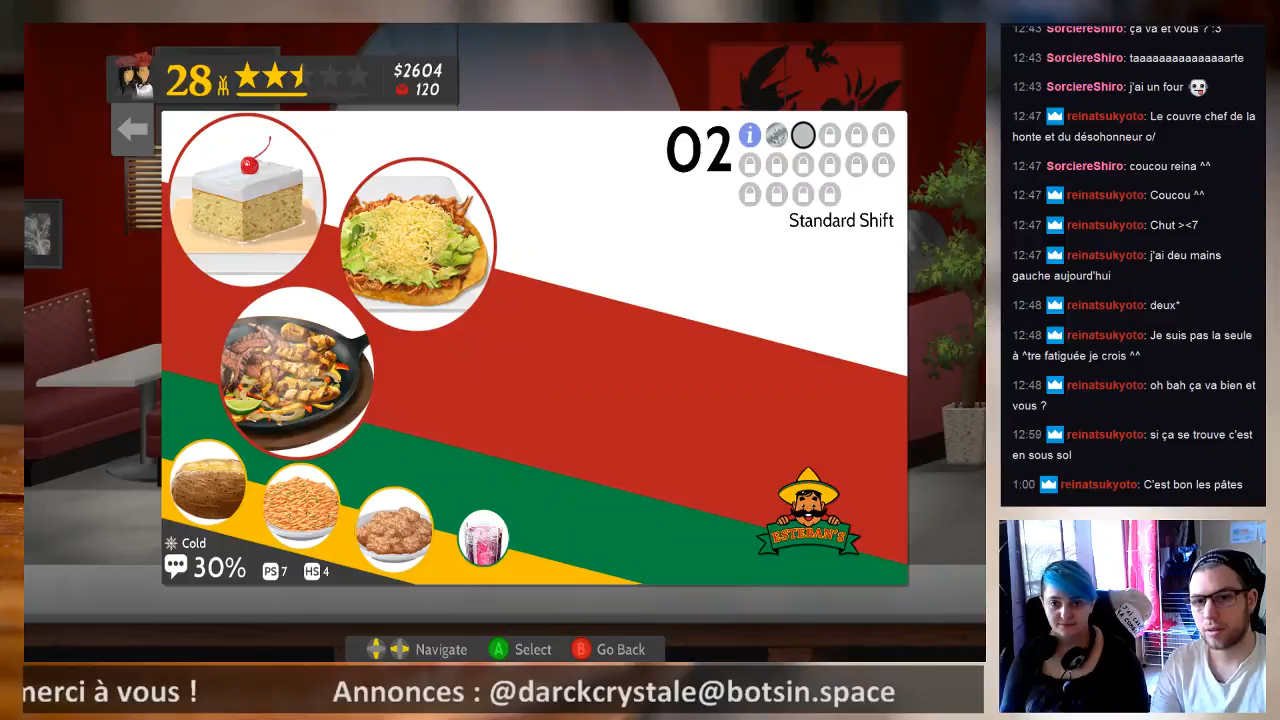 28
$2604
120
02
Standard Shift
ESTEBAN'S
Cold
30% PS 7 HS 4
Navigate A Select B Go Back
merci à vous ! Annonces : @darckcrystale@botsin.space
12:43 SorciereShiro: ça va et vous ? :3
12:43 SorciereShiro: taaaaaaaaaaaaaaarte
12:43 SorciereShiro: j'ai un four
12:47 reinatsukyoto: Le couvre chef de la
honte et du désohonneur o/
12:47 SorciereShiro: coucou reina ^^
12:47 reinatsukyoto: Coucou ^^
12:47 reinatsukyoto: Chut ><7
12:47 reinatsukyoto: j'ai deu mains
gauche aujourd'hui
12:48 reinatsukyoto: deux*
12:48 reinatsukyoto: Je suis pas la seule
à ^tre fatiguée je crois ^^
12:48 reinatsukyoto: oh bah ça va bien et
vous ?
12:59 reinatsukyoto: si ça se trouve c'est
en sous sol
1:00 reinatsukyoto: C'est bon les pâtes